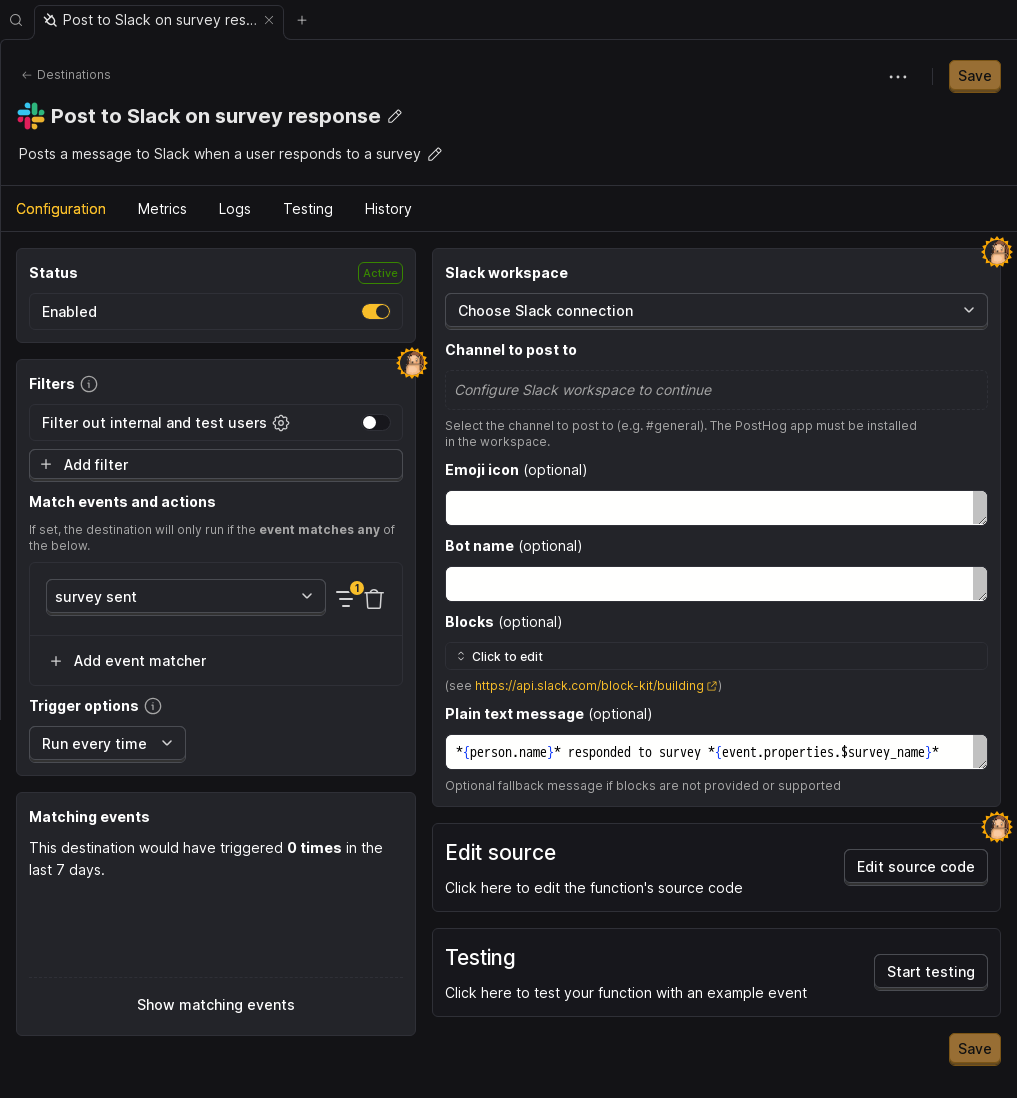 Post to Slack on survey res...
Destinations
Save
Post to Slack on survey response
Posts a message to Slack when a user responds to a survey
Configuration
Metrics
Logs
Testing
History
Status
Active
Enabled
Filters
Filter out internal and test users
Add filter
Match events and actions
If set, the destination will only run if the event matches any of
the below.
survey sent
1
Add event matcher
Trigger options
Run every time
Matching events
This destination would have triggered 0 times in the
last 7 days.
Show matching events
Slack workspace
Choose Slack connection
Channel to post to
Configure Slack workspace to continue
Select the channel to post to (e.g. #general). The PostHog app must be installed
in the workspace.
Emoji icon (optional)
Bot name (optional)
Blocks (optional)
Click to edit
(see https://api.slack.com/block-kit/building)
Plain text message (optional)
*{person.name}* responded to survey *{event.properties.$survey_name}*
Optional fallback message if blocks are not provided or supported
Edit source
Click here to edit the function's source code
Edit source code
Testing
Click here to test your function with an example event
Start testing
Save